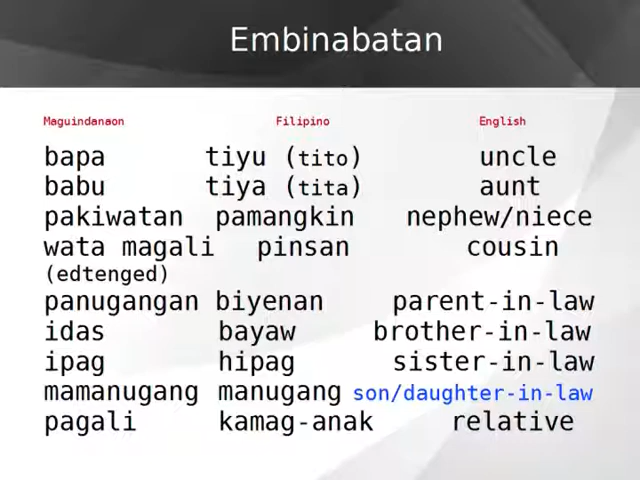 Embinabatan
Maguindanaon Filipino English
bapa tiyu (tito) uncle
babu tiya (tita) aunt
pakiwatan pamangkin nephew/niece
wata magali pinsan cousin
(edtenged)
panugangan biyenan parent-in-law
idas bayaw brother-in-law
ipag hipag sister-in-law
mamanugang manugang son/daughter-in-law
pagali kamag-anak relative